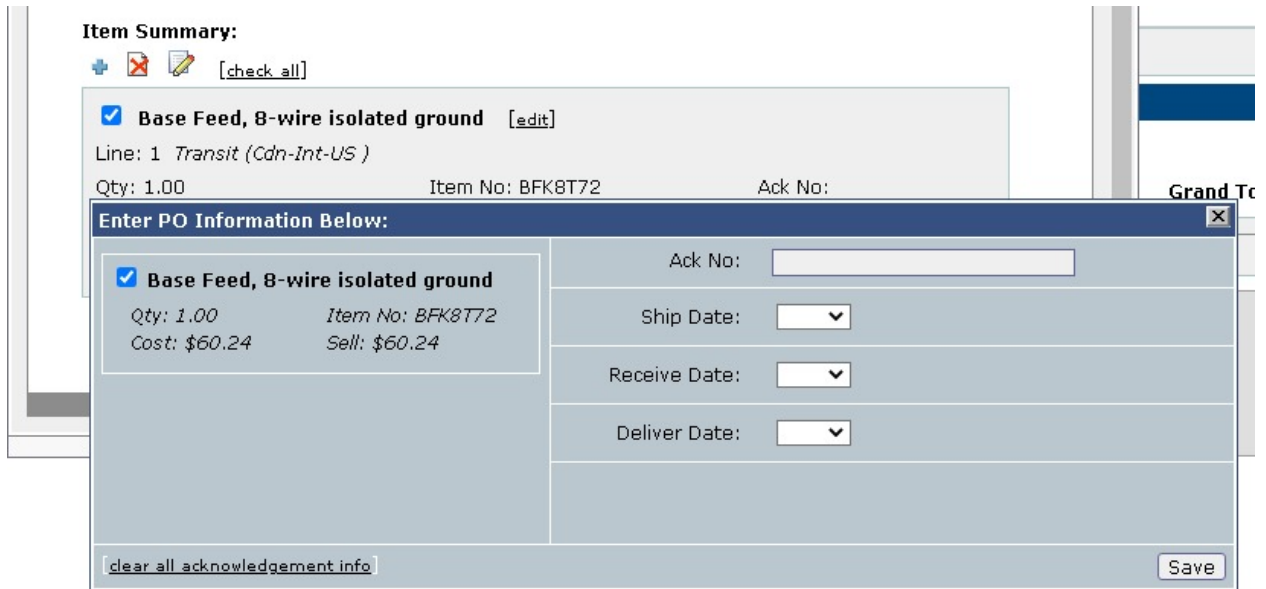 Item Summary:
[check all]
Base Feed, 8-wire isolated ground [edit]
Line: 1 Transit (Cdn-Int-US )
Qty: 1.00 Item No: BFK8T72 Ack No:
Grand
Enter PO Information Below:
Base Feed, 8-wire isolated ground
Qty: 1.00 Item No: BFK8T72
Cost: $60.24 Sell: $60.24
Ack No:
Ship Date:
Receive Date:
Deliver Date:
[clear all acknowledgement info]
Save